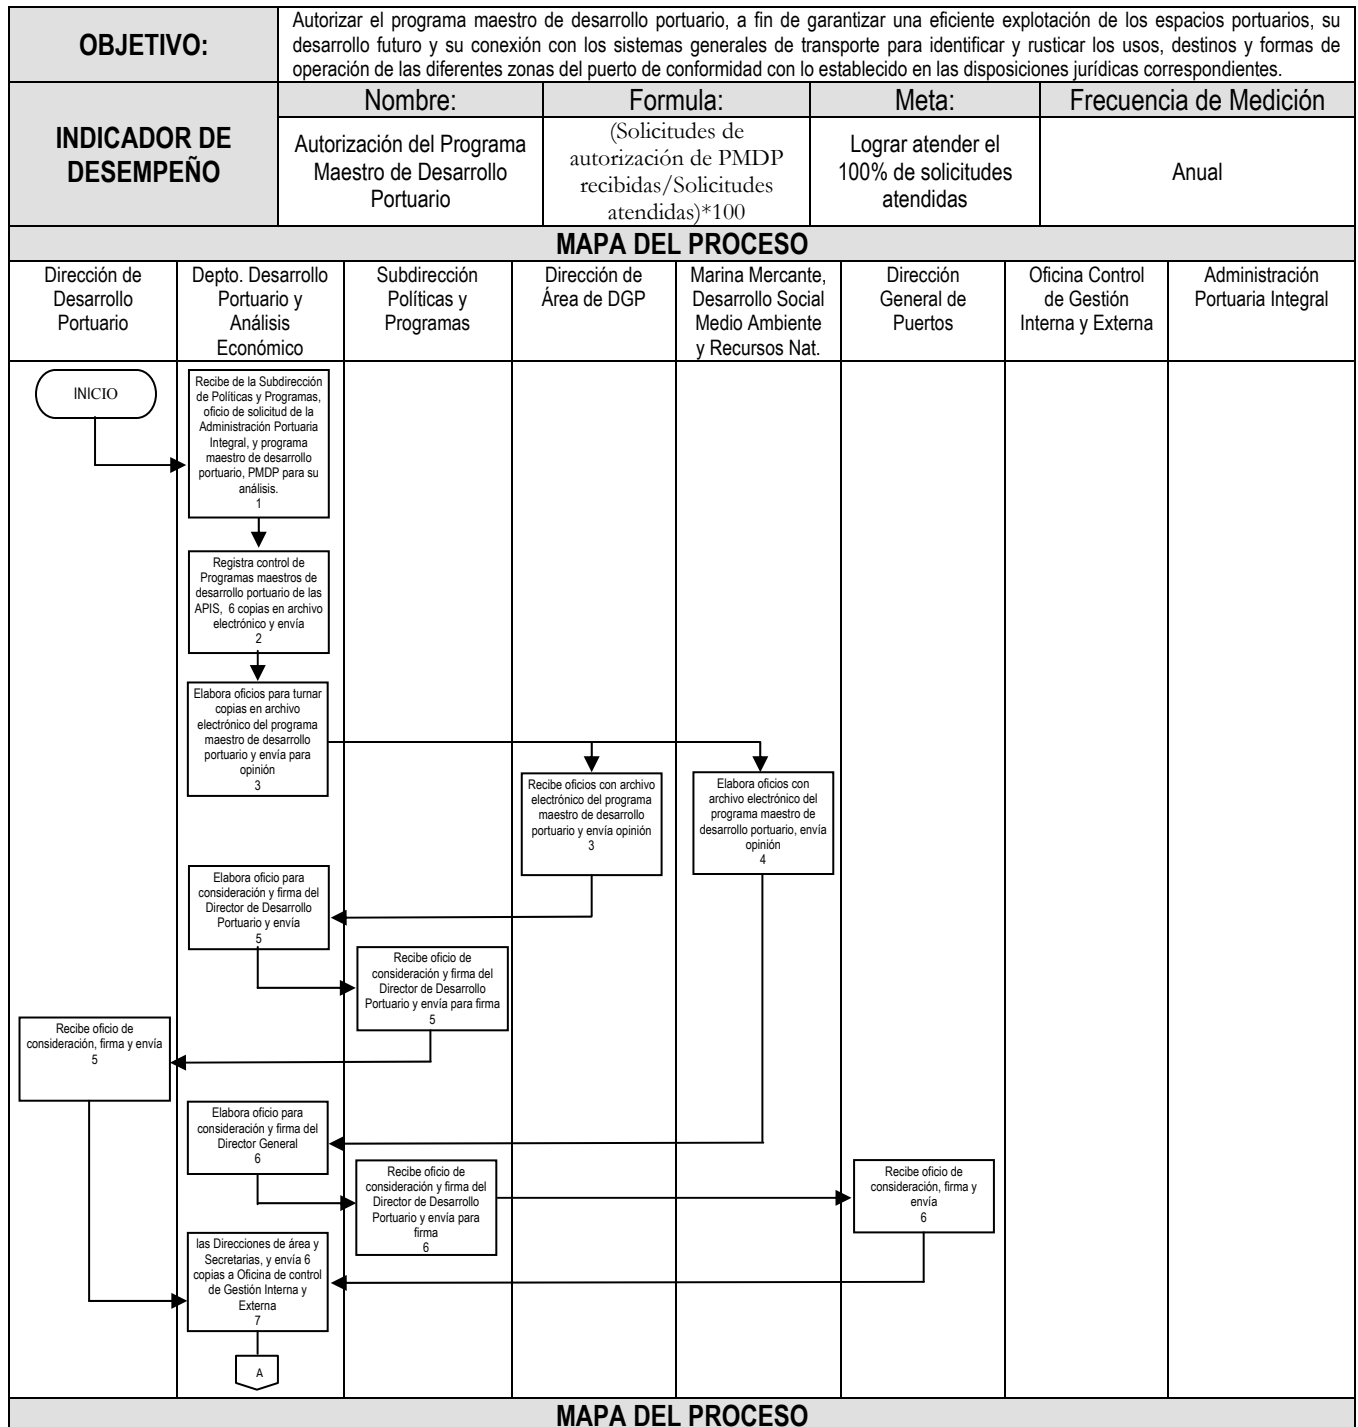 OBJETIVO:
Autorizar el programa maestro de desarrollo portuario, a fin de garantizar una eficiente explotación de los espacios portuarios, su
desarrollo futuro y su conexión con los sistemas generales de transporte para identificar y rusticar los usos, destinos y formas de
operación de las diferentes zonas del puerto de conformidad con lo establecido en las disposiciones jurídicas correspondientes.
INDICADOR DE
DESEMPEÑO
Nombre:
Formula:
Meta:
Frecuencia de Medición
Autorización del Programa
Maestro de Desarrollo
Portuario
(Solicitudes de
autorización de PMDP
recibidas/Solicitudes
atendidas)*100
Lograr atender el
100% de solicitudes
atendidas
Anual
MAPA DEL PROCESO
Dirección de
Desarrollo
Portuario
Depto. Desarrollo
Portuario y
Análisis
Económico
Subdirección
Políticas y
Programas
Dirección de
Área de DGP
Marina Mercante,
Desarrollo Social
Medio Ambiente
y Recursos Nat.
Dirección
General de
Puertos
Oficina Control
de Gestión
Interna y Externa
Administración
Portuaria Integral
INICIO
Recibe de la Subdirección
de Políticas y Programas,
oficio de solicitud de la
Administración Portuaria
Integral, y programa
maestro de desarrollo
portuario, PMDP para su
análisis.
1
Registra control de
Programas maestros de
desarrollo portuario de las
APIS, 6 copias en archivo
electrónico y envía
2
Elabora oficios para turnar
copias en archivo
electrónico del programa
maestro de desarrollo
portuario y envía para
opinión
3
Recibe oficios con archivo
electrónico del programa
maestro de desarrollo
portuario y envía opinión
3
Elabora oficios con
archivo electrónico del
programa maestro de
desarrollo portuario, envía
opinión
4
Elabora oficio para
consideración y firma del
Director de Desarrollo
Portuario y envía
5
Recibe oficio de
consideración y firma del
Director de Desarrollo
Portuario y envía para firma
5
Recibe oficio de
consideración, firma y envía
5
Elabora oficio para
consideración y firma del
Director General
6
Recibe oficio de
consideración y firma del
Director de Desarrollo
Portuario y envía para
firma
6
Recibe oficio de
consideración, firma y
envía
6
las Direcciones de área y
Secretarias, y envía 6
copias a Oficina de control
de Gestión Interna y
Externa
7
A
MAPA DEL PROCESO